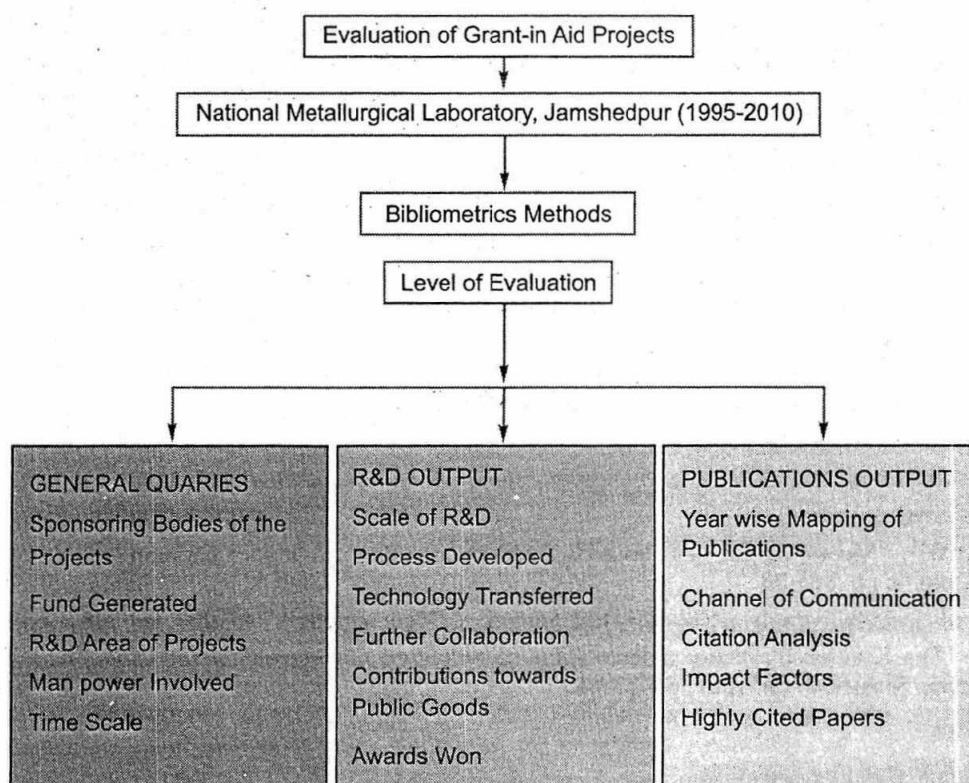 Evaluation of Grant-in Aid Projects
National Metallurgical Laboratory, Jamshedpur (1995-2010)
Bibliometrics Methods
Level of Evaluation
GENERAL QUARIES
Sponsoring Bodies of the
Projects
Fund Generated
R&D Area of Projects
Man power Involved
Time Scale
R&D OUTPUT
Scale of R&D
Process Developed
Technology Transferred
Further Collaboration
Contributions towards
Public Goods
Awards Won
PUBLICATIONS OUTPUT
Year wise Mapping of
Publications
Channel of Communication
Citation Analysis
Impact Factors
Highly Cited Papers